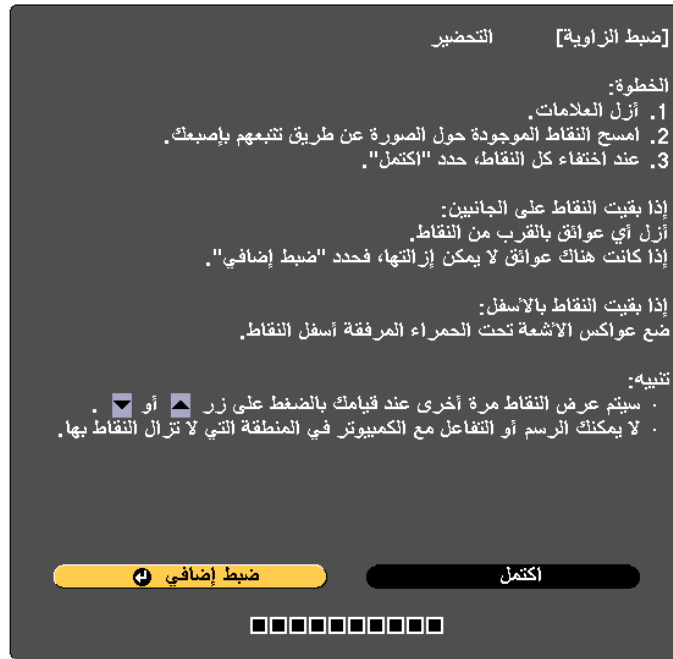 [ضبط الزاوية] التحضير
الخطوة:
1. أزل العلامات.
2. امسح النقاط الموجودة حول الصورة عن طريق تتبعهم بإصبعك.
3. عند اختفاء كل النقاط، حدد "اكتمل".
إذا بقيت النقاط على الجانبين:
أزل أي عوائق بالقرب من النقاط.
إذا كانت هناك عوائق لا يمكن إزالتها، فحدد "ضبط إضافي".
إذا بقيت النقاط بالأسفل:
ضع عواكس الأشعة تحت الحمراء المرفقة أسفل النقاط.
تنبيه:
· سيتم عرض النقاط مرة أخرى عند قيامك بالضغط على زر ▲ أو ▼ .
· لا يمكنك الرسم أو التفاعل مع الكمبيوتر في المنطقة التي لا تزال النقاط بها.
اكتمل
ضبط إضافي